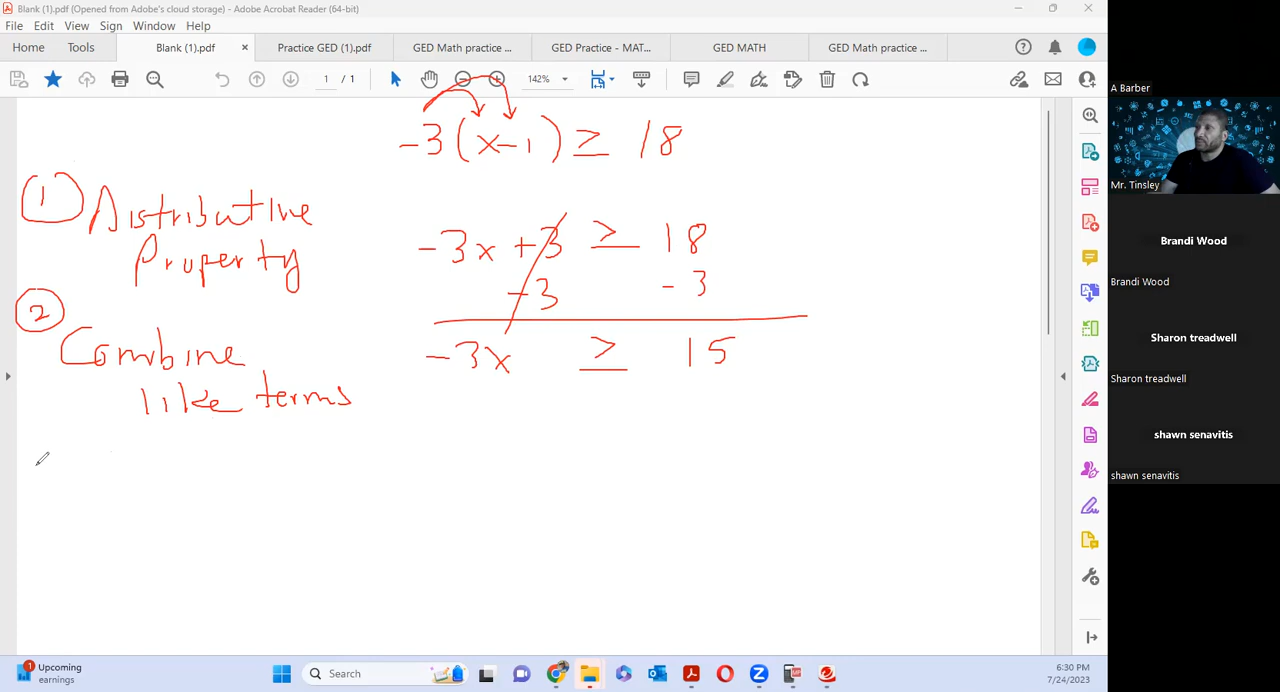 Blank (1).pdf (Opened from Adobe's cloud storage) - Adobe Acrobat Reader (64-bit)
File Edit View Sign Window Help
Home Tools Blank (1).pdf × Practice GED (1).pdf GED Math practice ... GED Practice - MAT... GED MATH GED Math practice ...
1 / 1 142%
A Barber
-3(x-1) ≥ 18
Mr. Tinsley
1 Distributive
Property
-3x +3 ≥ 18
-3 -3
2 Combine
like terms
-3x ≥ 15
Brandi Wood
Brandi Wood
Sharon treadwell
Sharon treadwell
shawn senavitis
shawn senavitis
1 Upcoming
earnings
Search
6:30 PM
7/24/2023